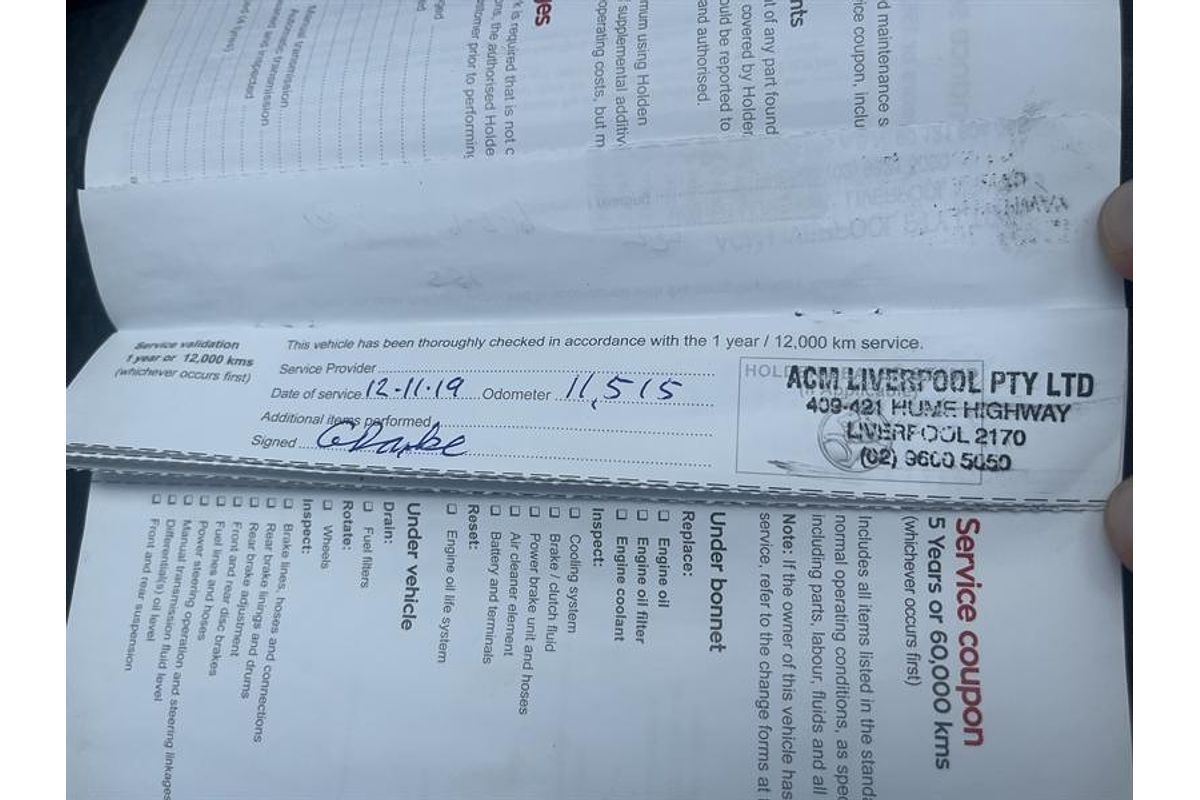 d maintenance s
ice coupon, inclu
nts
t of any part found
covered by Holder
ould be reported to
and authorised.
mum using Holden
supplemental additiv
operating costs, but m
ges
k is required that is not c
ns, the authorised Holde
stomer prior to performing
Manual transmission
Automatic transmission
Service validation
1 year or 12,000 kms
(whichever occurs first)
This vehicle has been thoroughly checked in accordance with the 1 year / 12,000 km service.
Service Provider
Date of service 12-11-19 Odometer 11,515
Additional items performed
Signed
HOLD
ACM LIVERPOOL PTY LTD
409-421 HUME HIGHWAY
LIVERPOOL 2170
(02) 9600 5050
Service coupon
5 Years or 60,000 kms
(whichever occurs first)
Includes all items listed in the standa
normal operating conditions, as spec
including parts, labour, fluids and all
Note: If the owner of this vehicle has
service, refer to the change forms at
Under bonnet
Replace:
Engine oil
Engine oil filter
Engine coolant
Inspect:
Cooling system
Brake / clutch fluid
Power brake unit and hoses
Air cleaner element
Battery and terminals
Reset:
Engine oil life system
Under vehicle
Drain:
Fuel filters
Rotate:
Wheels
Inspect:
Brake lines, hoses and connections
Rear brake linings and drums
Rear brake adjustment
Front and rear disc brakes
Fuel lines and hoses
Power steering operation and steering linkages
Manual transmission fluid level
Differential(s) oil level
Front and rear suspension